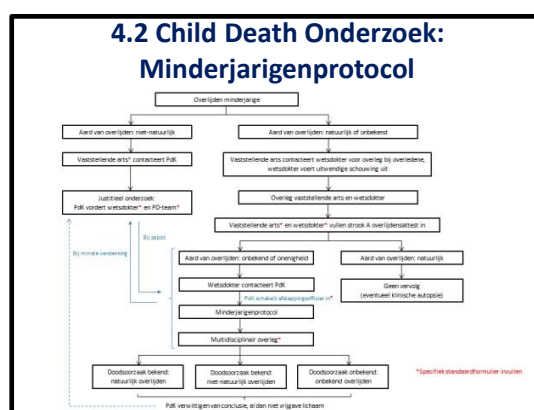 4.2 Child Death Onderzoek:
Minderjarigenprotocol
Overlijden minderjarige
Aard van overlijden: niet-natuurlijk
Aard van overlijden: natuurlijk of onbekend
Vaststellende arts* contacteert PdK
Vaststellende arts contacteert wetsdokter voor overleg bij overledene,
wetsdokter voert uitwendige schouwing uit
Justitieel onderzoek:
PdK vordert wetsdokter* en FO-team*
Overleg vaststellende arts en wetsdokter
Vaststellende arts* en wetsdokter* vullen strook A overlijdensattest in
Bij minste verdenking
Bij aspot
Aard van overlijden: onbekend of onenigheid
Aard van overlijden: natuurlijk
Wetsdokter contacteert PdK
Geen vervolg
(eventueel klinische autopsie)
PdK schakelt afstappingsofficier in*
Minderjarigenprotocol
Multidisciplinair overleg*
Doodsoorzaak bekend:
natuurlijk overlijden
Doodsoorzaak bekend:
niet-natuurlijk overlijden
Doodsoorzaak onbekend:
onbekend overlijden
*Specifiek standaardformulier invullen
PdK verwittigen van conclusie, al dan niet vrijgave lichaam